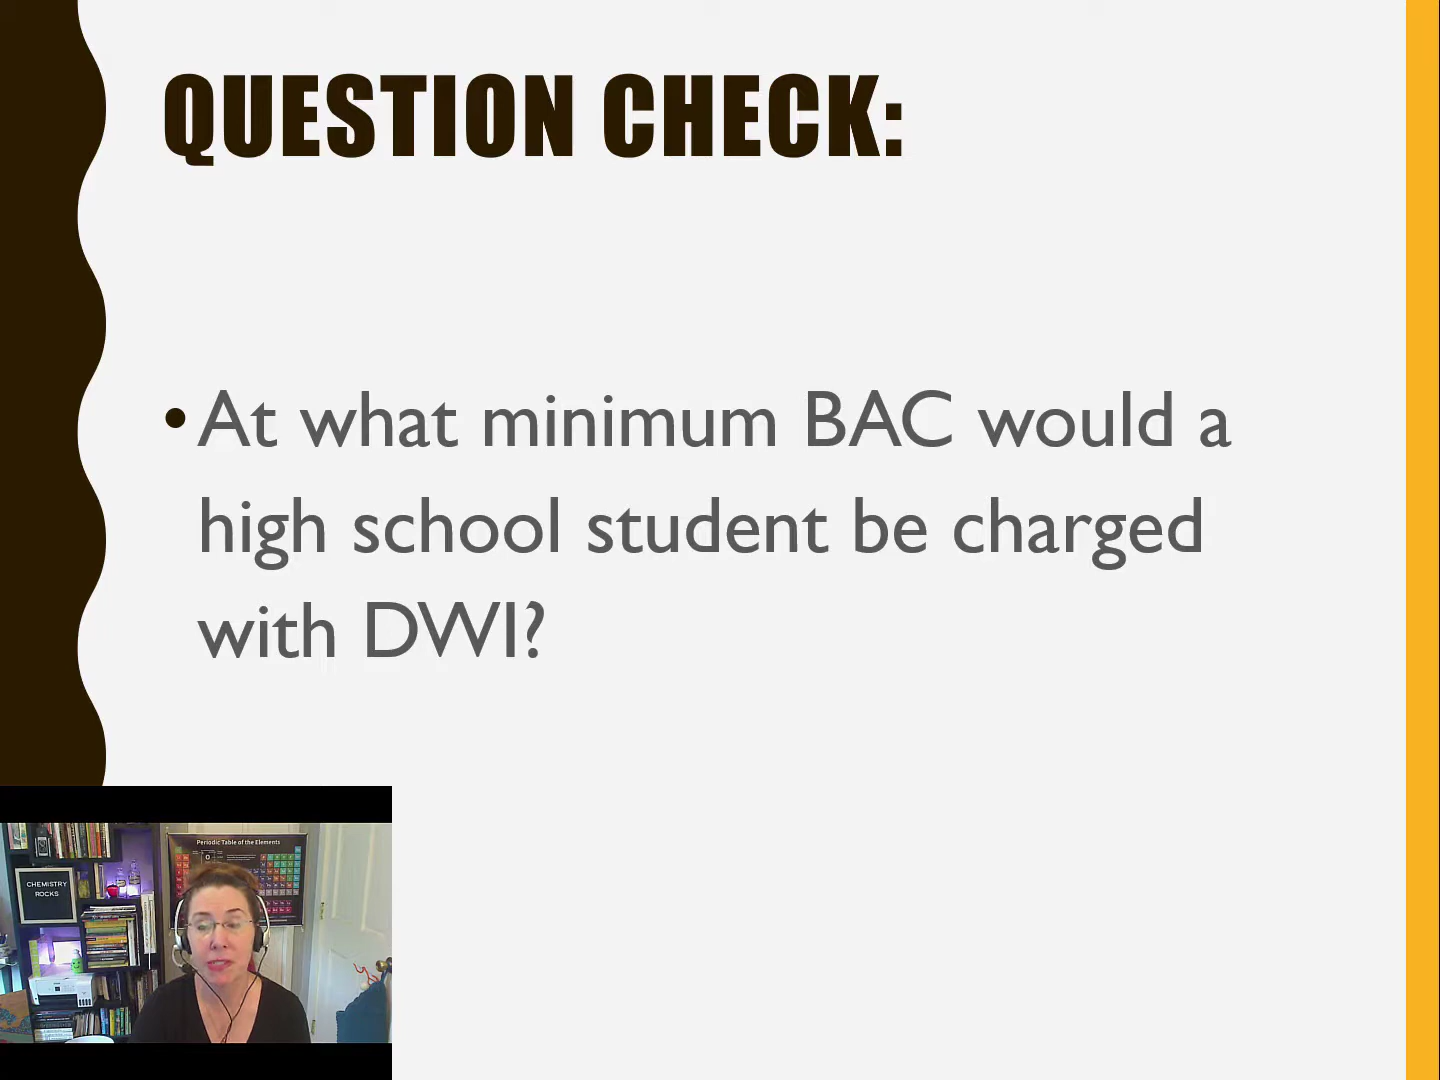 QUESTION CHECK:
• At what minimum BAC would a
high school student be charged
with DWI?
Periodic Table of the Elements
CHEMISTRY
ROCKS